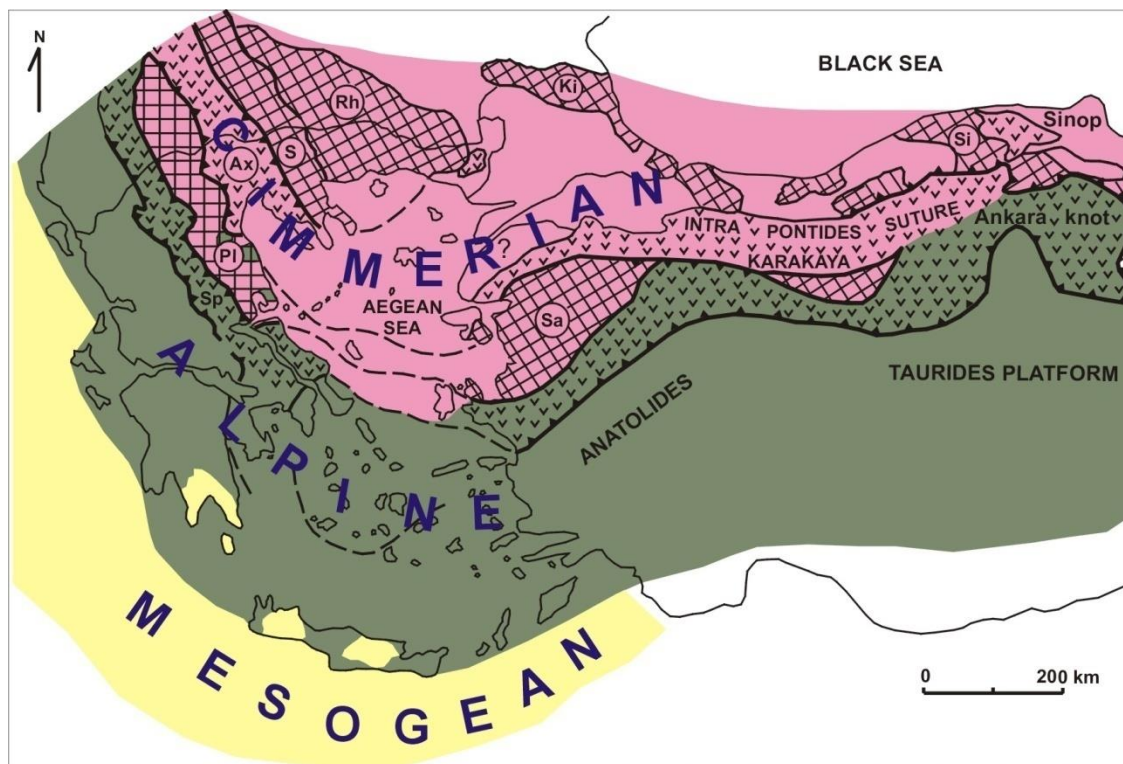 N
BLACK SEA
Ki
Rh
Sinop
Si
S
Ax
CIMMERIAN
INTRA PONTIDES SUTURE
Ankara knot
KARAKAYA
?
Pl
AEGEAN
SEA
Sp
Sa
TAURIDES PLATFORM
ANATOLIDES
ALPINE
MESOGEAN
0 200 km